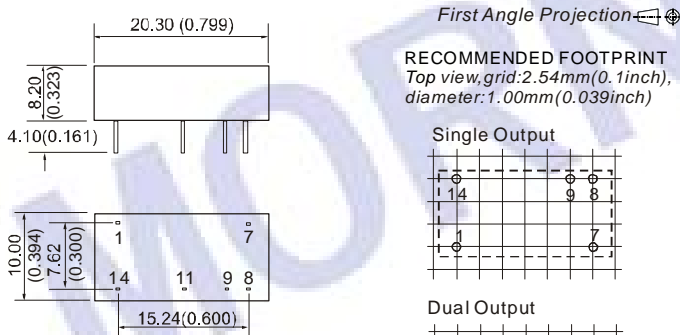 First Angle Projection
20.30 (0.799)
RECOMMENDED FOOTPRINT
Top view,grid:2.54mm(0.1inch),
diameter:1.00mm(0.039inch)
8.20
(0.323)
4.10(0.161)
Single Output
14 9 8
1 7
10.00
(0.394)
7.62
(0.300)
1 7
14 11 9 8
15.24(0.600)
Dual Output
MORN